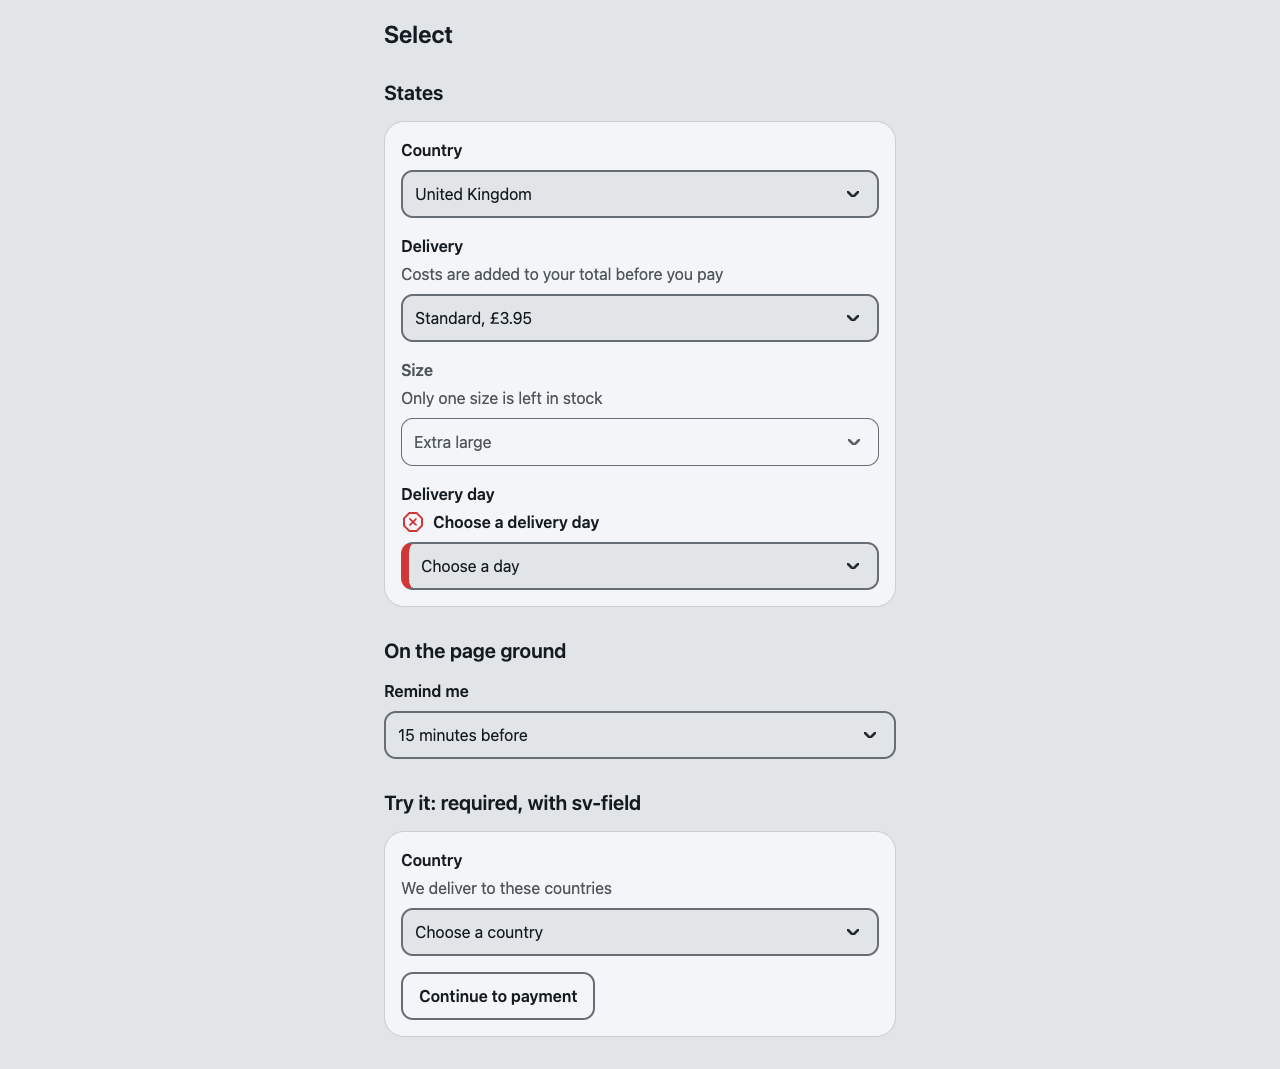 Select
States
Country
United Kingdom
Delivery
Costs are added to your total before you pay
Standard, £3.95
Size
Only one size is left in stock
Extra large
Delivery day
Choose a delivery day
Choose a day
On the page ground
Remind me
15 minutes before
Try it: required, with sv-field
Country
We deliver to these countries
Choose a country
Continue to payment